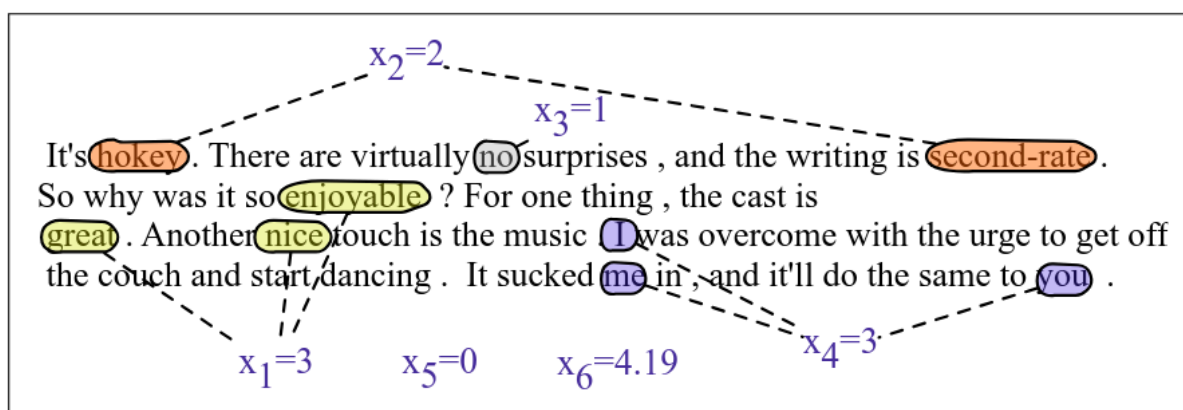 x2=2
x3=1
It's hokey . There are virtually no surprises , and the writing is second-rate .
So why was it so enjoyable ? For one thing , the cast is
great . Another nice touch is the music . I was overcome with the urge to get off
the couch and start dancing . It sucked me in , and it'll do the same to you .
x1=3 x5=0 x6=4.19 x4=3